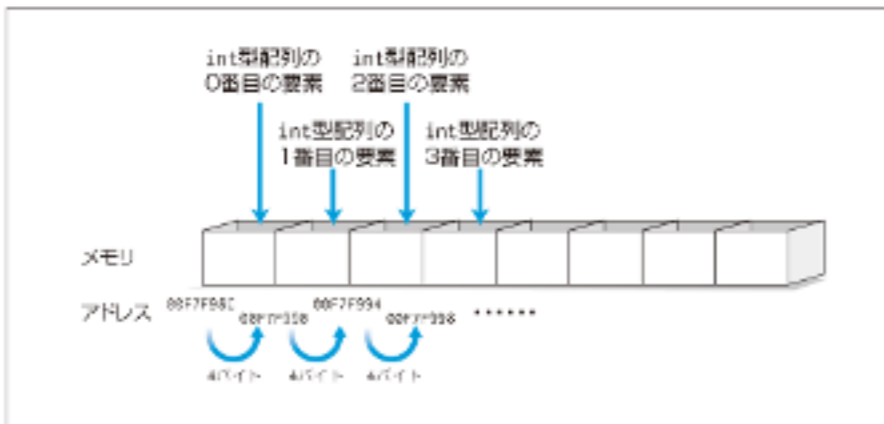 int型配列の
0番目の要素
int型配列の
2番目の要素
int型配列の
1番目の要素
int型配列の
3番目の要素
メモリ
アドレス
00F7F98C
00F7F990
00F7F994
00F7F998
・・・・・・
4バイト
4バイト
4バイト